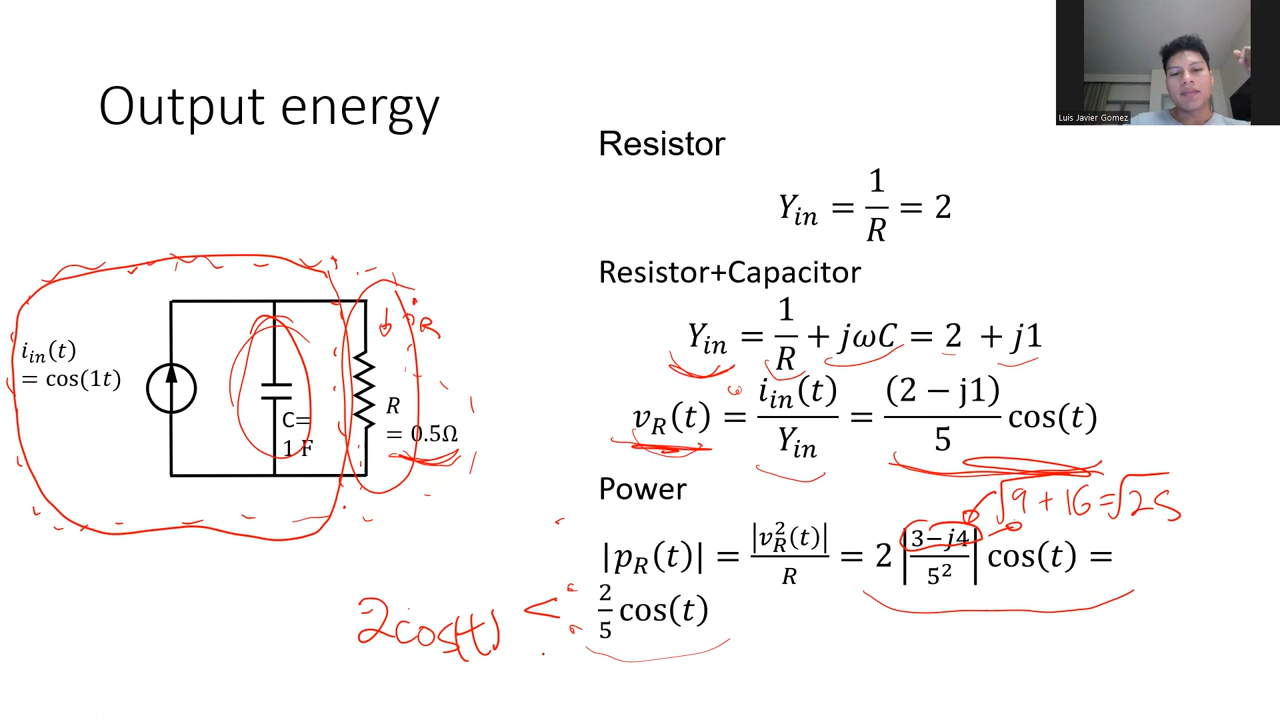 Luis Javier Gomez
Output energy
Resistor
Y_in = 1/R = 2
Resistor+Capacitor
Y_in = 1/R + jωC = 2 + j1
v_R(t) = i_in(t)/Y_in = (2 − j1)/5 cos(t)
Power
√9 + 16 = √25
|p_R(t)| = |v_R^2(t)|/R = 2 |3−j4/5^2| cos(t) =
2/5 cos(t)
2cos(t) <
i_in(t)
= cos(1t)
C=
1 F
R
= 0.5Ω